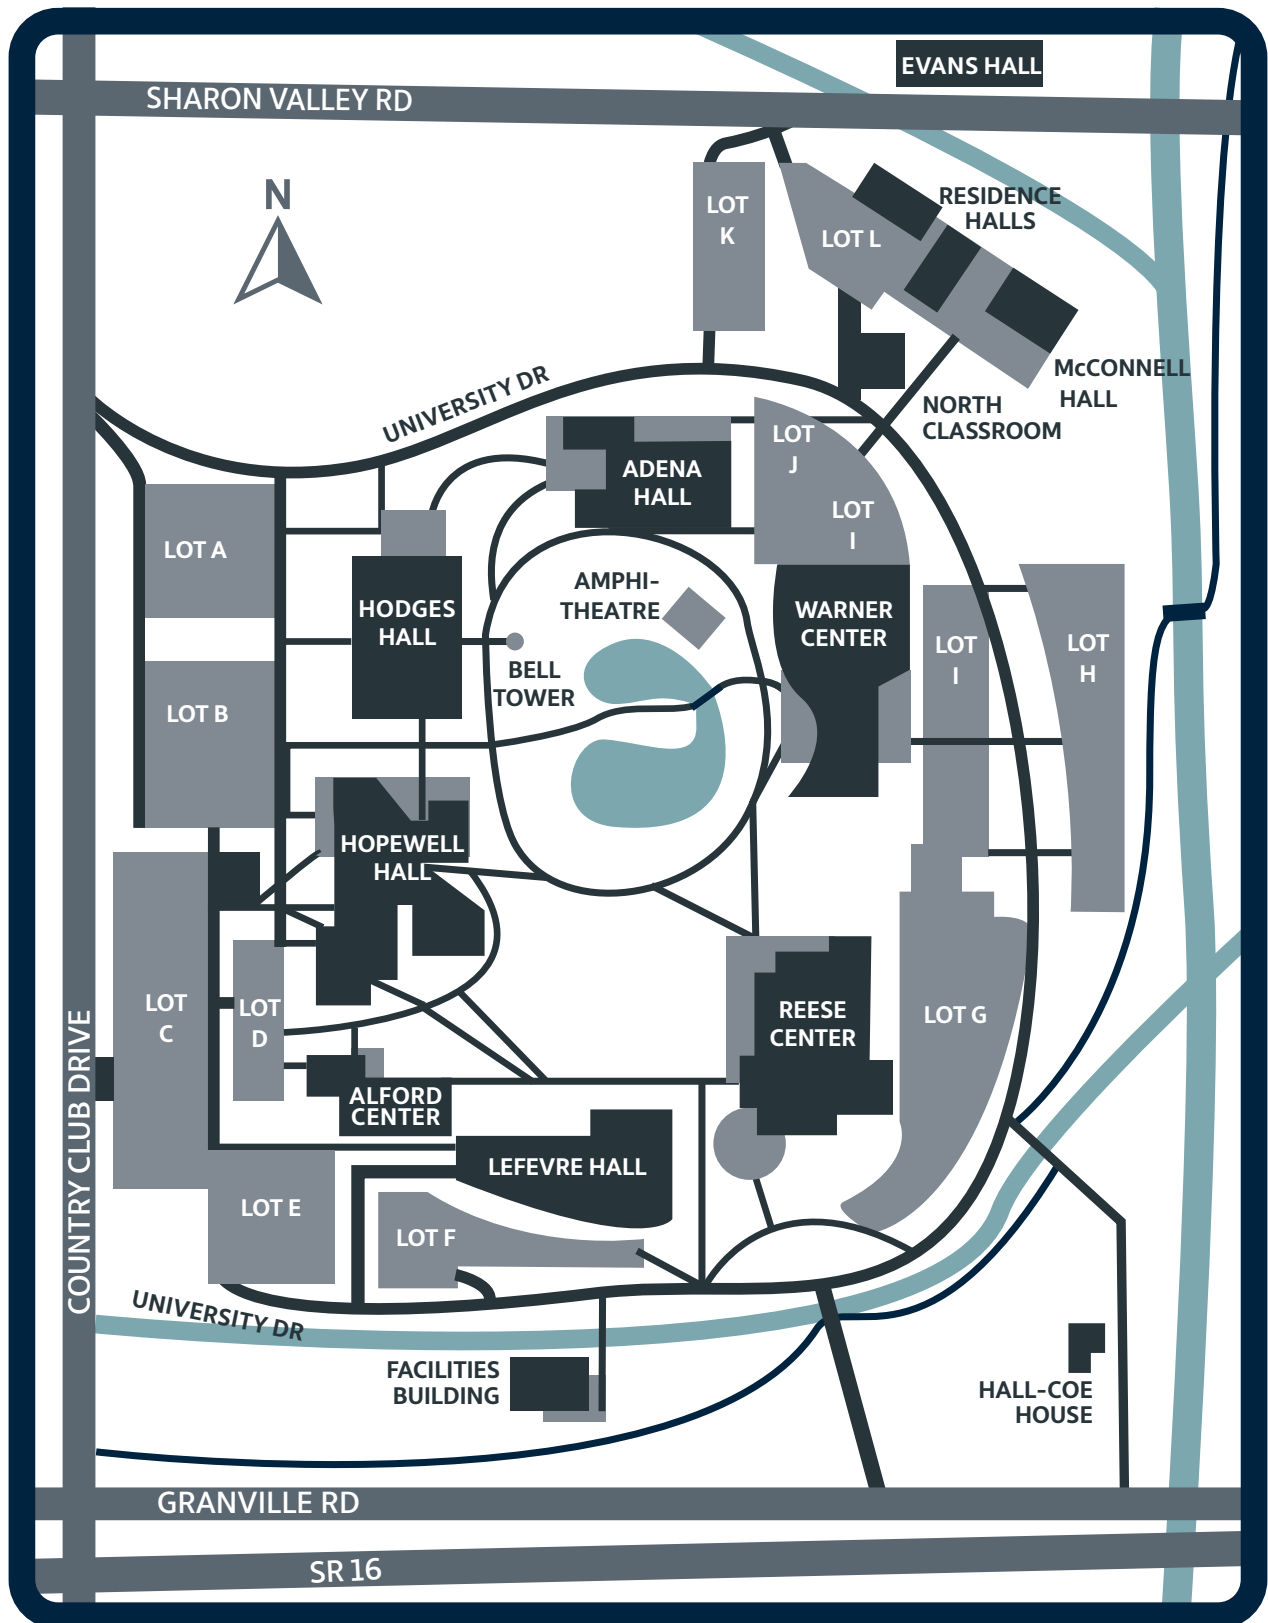 EVANS HALL
SHARON VALLEY RD
N
RESIDENCE
HALLS
LOT
K
LOT L
McCONNELL
HALL
UNIVERSITY DR
NORTH
CLASSROOM
LOT
J
ADENA
HALL
LOT
I
LOT A
AMPHI-
THEATRE
HODGES
HALL
WARNER
CENTER
LOT
I
LOT
H
BELL
TOWER
LOT B
HOPEWELL
HALL
LOT
C
LOT
D
REESE
CENTER
LOT G
ALFORD
CENTER
COUNTRY CLUB DRIVE
LEFEVRE HALL
LOT E
LOT F
UNIVERSITY DR
FACILITIES
BUILDING
HALL-COE
HOUSE
GRANVILLE RD
SR 16